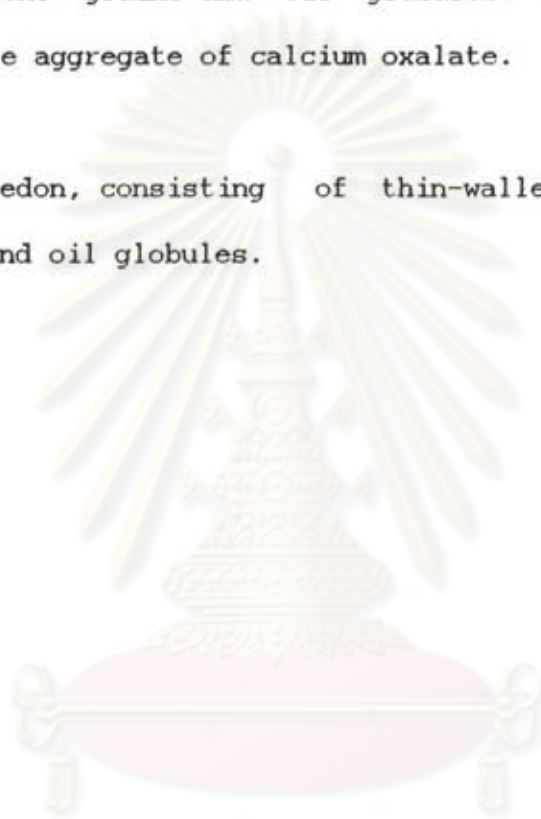 e aggregate of calcium oxalate.
edon, consisting of thin-walle
nd oil globules.